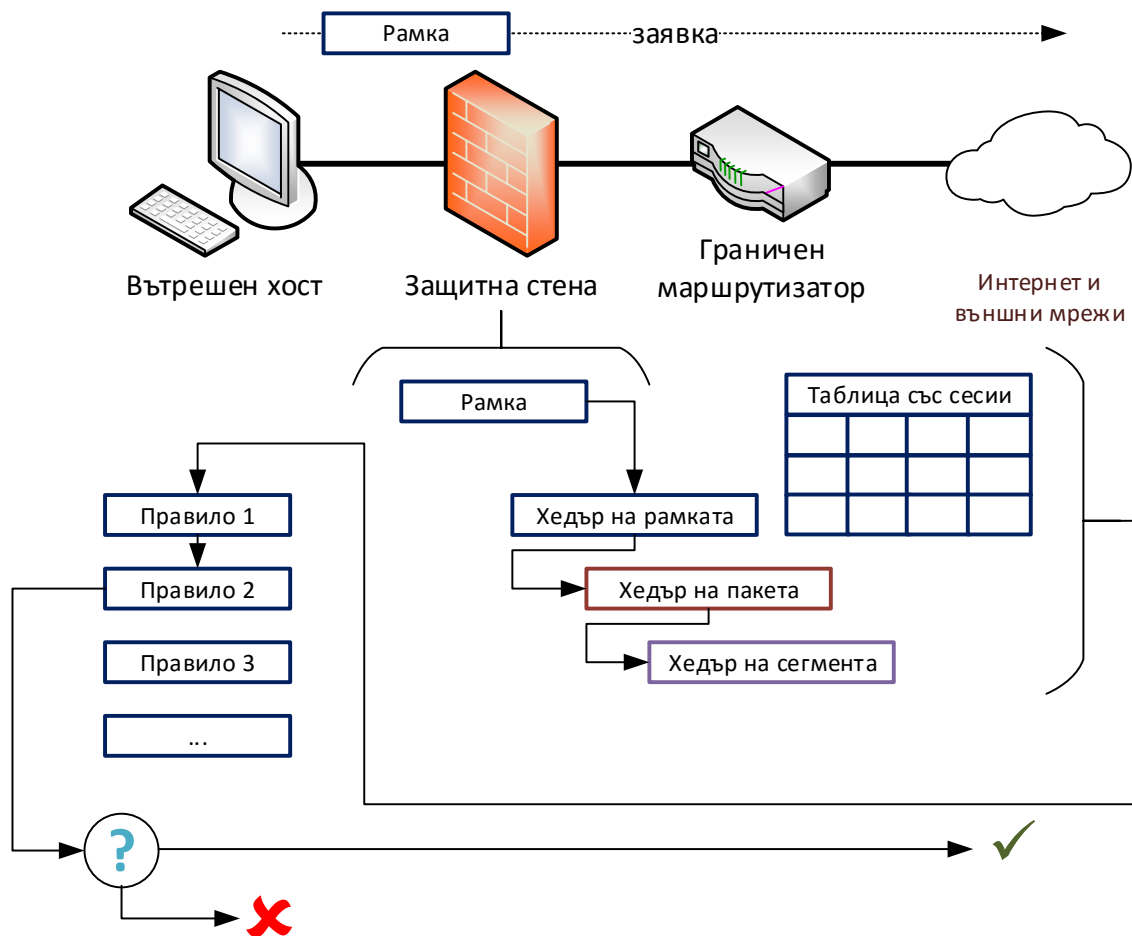 Рамка
заявка
Вътрешен хост
Защитна стена
Граничен
маршрутизатор
Интернет и
външни мрежи
Рамка
Таблица със сесии
Правило 1
Хедър на рамката
Правило 2
Хедър на пакета
Правило 3
Хедър на сегмента
...
?